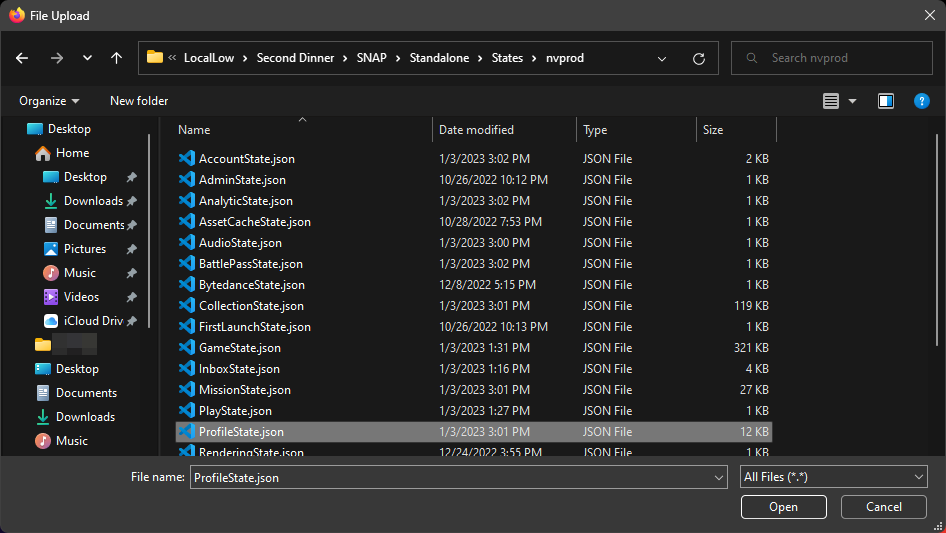 File Upload
« LocalLow > Second Dinner > SNAP > Standalone > States > nvprod
Search nvprod
Organize New folder
Name Date modified Type Size
AccountState.json 1/3/2023 3:02 PM JSON File 2 KB
AdminState.json 10/26/2022 10:12 PM JSON File 1 KB
AnalyticState.json 1/3/2023 3:02 PM JSON File 1 KB
AssetCacheState.json 10/28/2022 7:53 PM JSON File 1 KB
AudioState.json 1/3/2023 3:00 PM JSON File 1 KB
BattlePassState.json 1/3/2023 3:02 PM JSON File 1 KB
BytedanceState.json 12/8/2022 5:15 PM JSON File 1 KB
CollectionState.json 1/3/2023 3:01 PM JSON File 119 KB
FirstLaunchState.json 10/26/2022 10:13 PM JSON File 1 KB
GameState.json 1/3/2023 1:31 PM JSON File 321 KB
InboxState.json 1/3/2023 1:16 PM JSON File 4 KB
MissionState.json 1/3/2023 3:01 PM JSON File 27 KB
PlayState.json 1/3/2023 1:27 PM JSON File 1 KB
ProfileState.json 1/3/2023 3:01 PM JSON File 12 KB
RenderingState.json 12/24/2022 3:55 PM JSON File 1 KB
Desktop
Home
Desktop
Downloads
Documents
Pictures
Music
Videos
iCloud Driv
Desktop
Documents
Downloads
Music
File name: ProfileState.json All Files (*.*)
Open Cancel